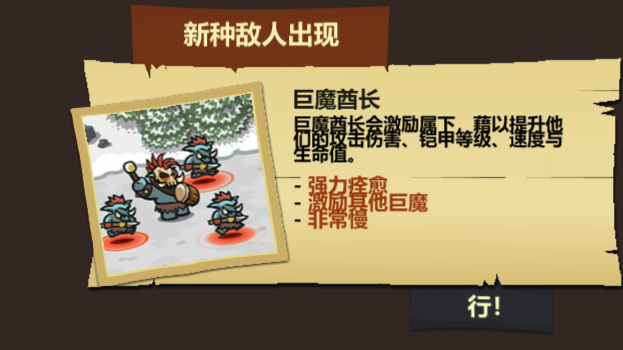 新种敌人出现
巨魔酋长
巨魔酋长会激励属下，藉以提升他
们的攻击伤害、铠甲等级、速度与
生命值。
- 强力痊愈
- 激励其他巨魔
- 非常慢
行！